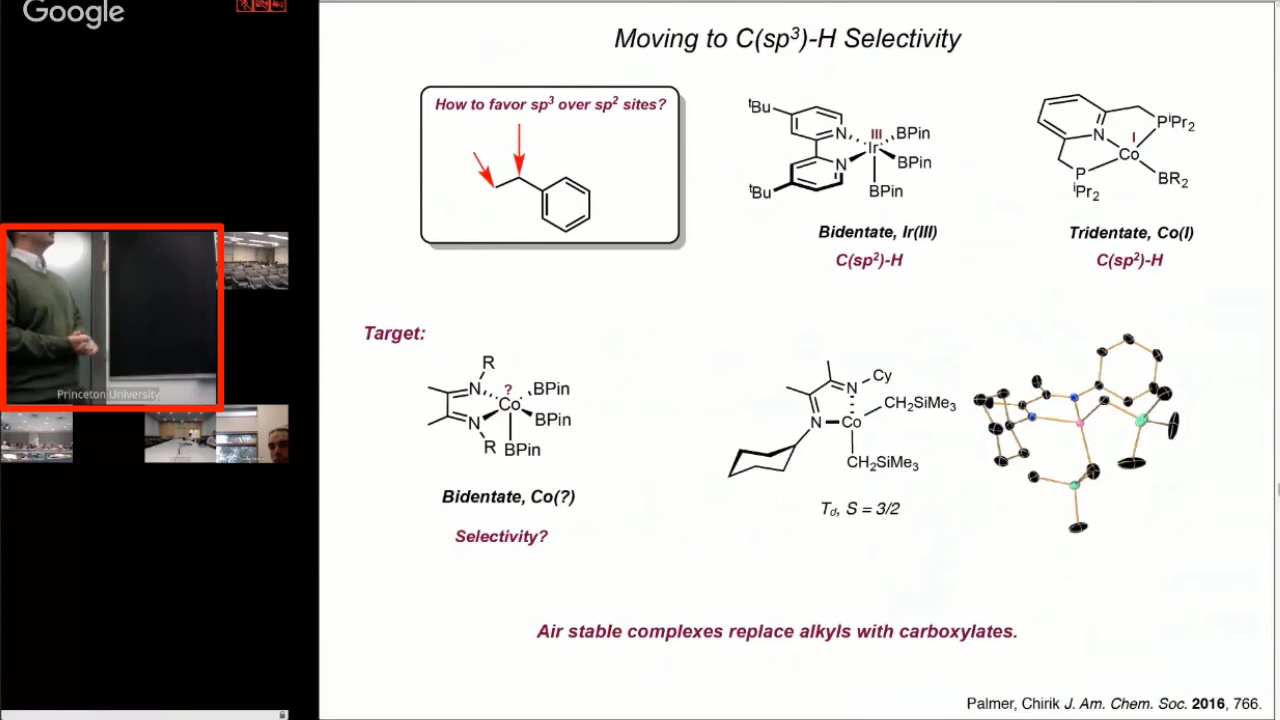 Google
Moving to C(sp³)-H Selectivity
How to favor sp³ over sp² sites?
ᵗBu
N
III
Ir
BPin
BPin
BPin
N
ᵗBu
Bidentate, Ir(III)
C(sp²)-H
PⁱPr₂
N
I
Co
P
ⁱPr₂
BR₂
Tridentate, Co(I)
C(sp²)-H
Princeton University
Target:
R
N
?
Co
BPin
BPin
N
R
BPin
Bidentate, Co(?)
Selectivity?
N
Cy
CH₂SiMe₃
N
Co
CH₂SiMe₃
T_d, S = 3/2
Air stable complexes replace alkyls with carboxylates.
Palmer, Chirik J. Am. Chem. Soc. 2016, 766.